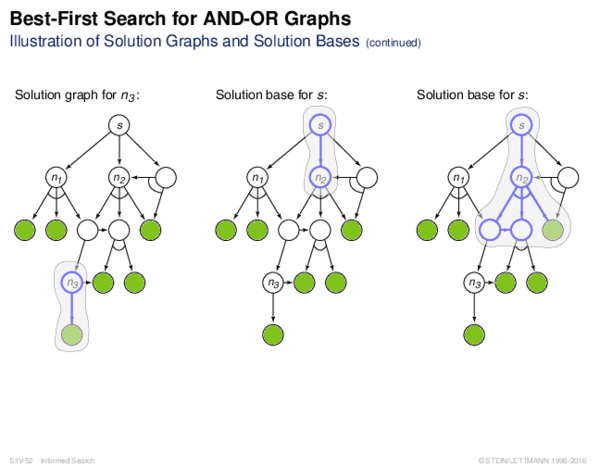 Best-First Search for AND-OR Graphs
Illustration of Solution Graphs and Solution Bases (continued)
Solution graph for n3:
Solution base for s:
Solution base for s:
s
s
s
n1
n2
n1
n2
n1
n2
n3
n3
n3
S:IV-52 Informed Search
©STEIN/LETTMANN 1998-2016